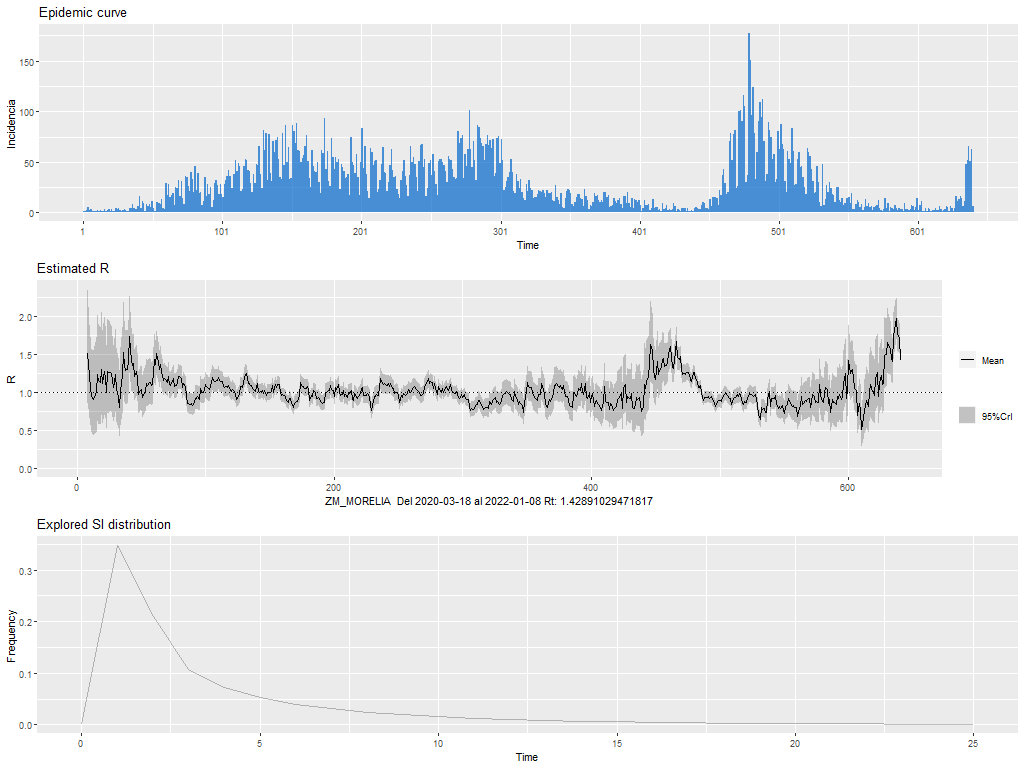 Epidemic curve
Incidencia
150
100
50
0
1
101
201
301
401
501
601
Time
Estimated R
R
2.0
1.5
1.0
0.5
0.0
Mean
95%CrI
0
200
400
600
ZM_MORELIA Del 2020-03-18 al 2022-01-08 Rt: 1.42891029471817
Explored SI distribution
Frequency
0.3
0.2
0.1
0.0
0
5
10
15
20
25
Time